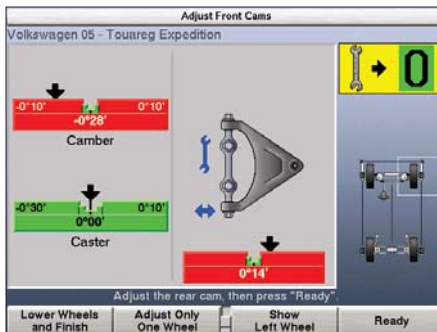 Adjust Front Cams
Volkswagen 05 - Touareg Expedition
0
-0°10' 0°10'
-0°28'
Camber
-0°30' 0°10'
0°00'
Caster
0°14'
Adjust the rear cam, then press "Ready".
Lower Wheels and Finish
Adjust Only One Wheel
Show Left Wheel
Ready